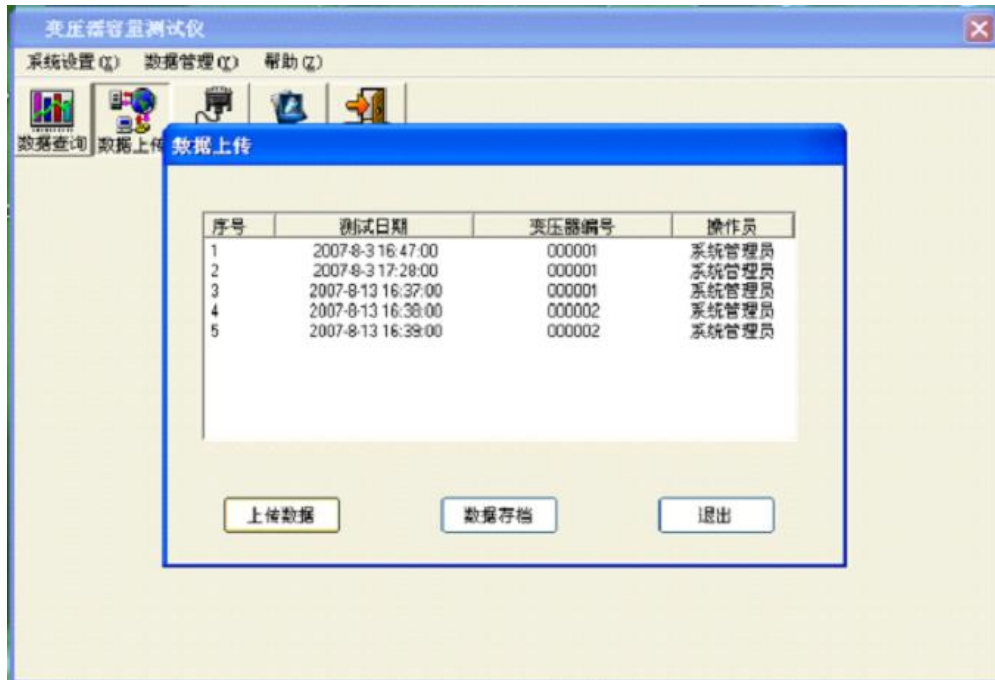 变压器容量测试仪
系统设置(X) 数据管理(Y) 帮助(Z)
数据查询 数据上传
数据上传
序号 测试日期 变压器编号 操作员
1 2007-8-3 16:47:00 000001 系统管理员
2 2007-8-3 17:28:00 000001 系统管理员
3 2007-8-13 16:37:00 000001 系统管理员
4 2007-8-13 16:38:00 000002 系统管理员
5 2007-8-13 16:39:00 000002 系统管理员
上传数据 数据存档 退出